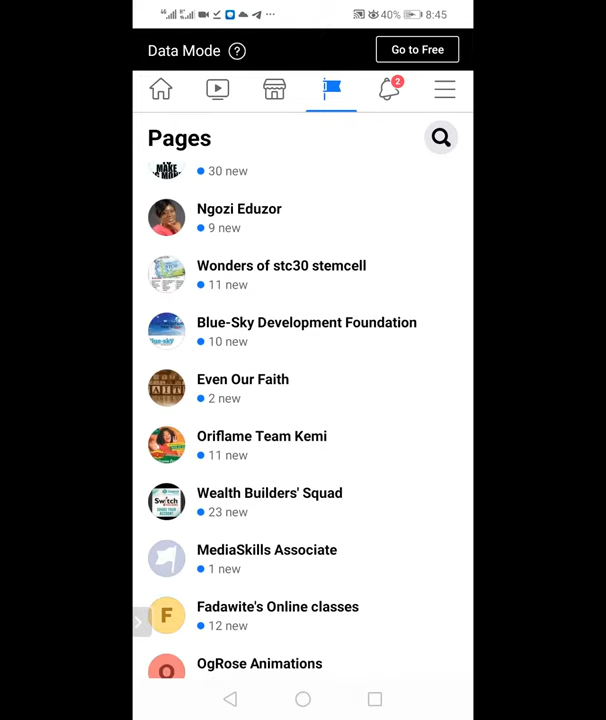 40% 8:45
Data Mode ? Go to Free
2
Pages
MAKE
30 new
Ngozi Eduzor
9 new
Wonders of stc30 stemcell
11 new
Blue-Sky Development Foundation
10 new
Even Our Faith
2 new
Oriflame Team Kemi
11 new
Wealth Builders' Squad
Switch
23 new
MediaSkills Associate
1 new
F
Fadawite's Online classes
12 new
O
OgRose Animations